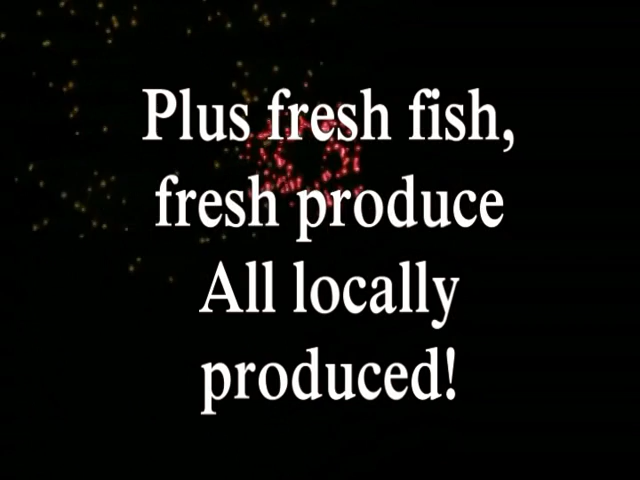 Plus fresh fish,
fresh produce
All locally
produced!